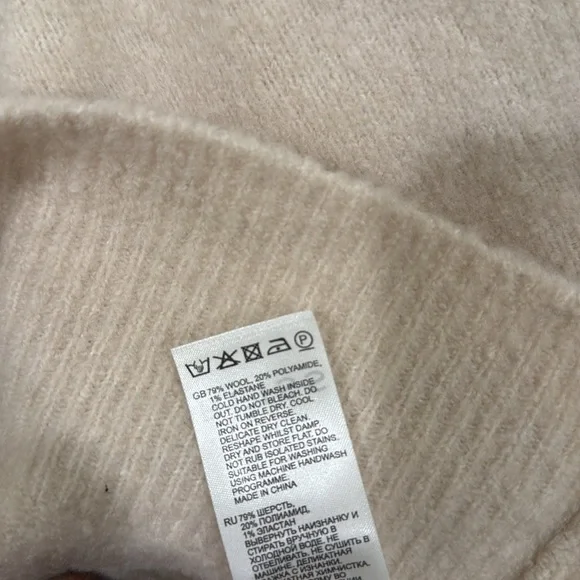 P
GB 79% WOOL, 20% POLYAMIDE,
1% ELASTANE
COLD HAND WASH INSIDE
OUT. DO NOT BLEACH. DO
NOT TUMBLE DRY. COOL
IRON ON REVERSE.
DELICATE DRY CLEAN.
RESHAPE WHILST DAMP.
DRY AND STORE FLAT. DO
NOT RUB ISOLATED STAINS.
SUITABLE FOR WASHING
USING MACHINE HANDWASH
PROGRAMME.
MADE IN CHINA
RU 79% ШЕРСТЬ,
20% ПОЛИАМИД,
1% ЭЛАСТАН
ВЫВЕРНУТЬ НАИЗНАНКУ И
СТИРАТЬ ВРУЧНУЮ В
ХОЛОДНОЙ ВОДЕ. НЕ
ОТБЕЛИВАТЬ. НЕ СУШИТЬ В
МАШИНЕ. ДЕЛИКАТНАЯ
ХИМЧИСТКА.